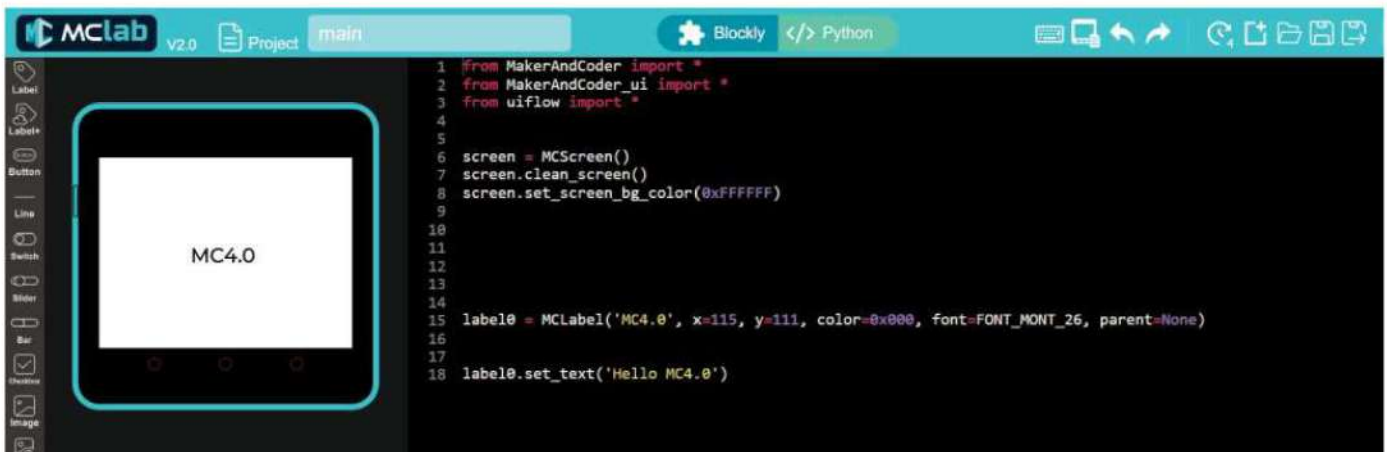 MC MClab V2.0 Project main Blockly </> Python
Label
Label+
Button
Line
Switch
Slider
Bar
Checkbox
Image
MC4.0
1 from MakerAndCoder import *
2 from MakerAndCoder_ui import *
3 from uiflow import *
4
5
6 screen = MCScreen()
7 screen.clean_screen()
8 screen.set_screen_bg_color(0xFFFFFF)
9
10
11
12
13
14
15 label0 = MCLabel('MC4.0', x=115, y=111, color=0x000, font=FONT_MONT_26, parent=None)
16
17
18 label0.set_text('Hello MC4.0')